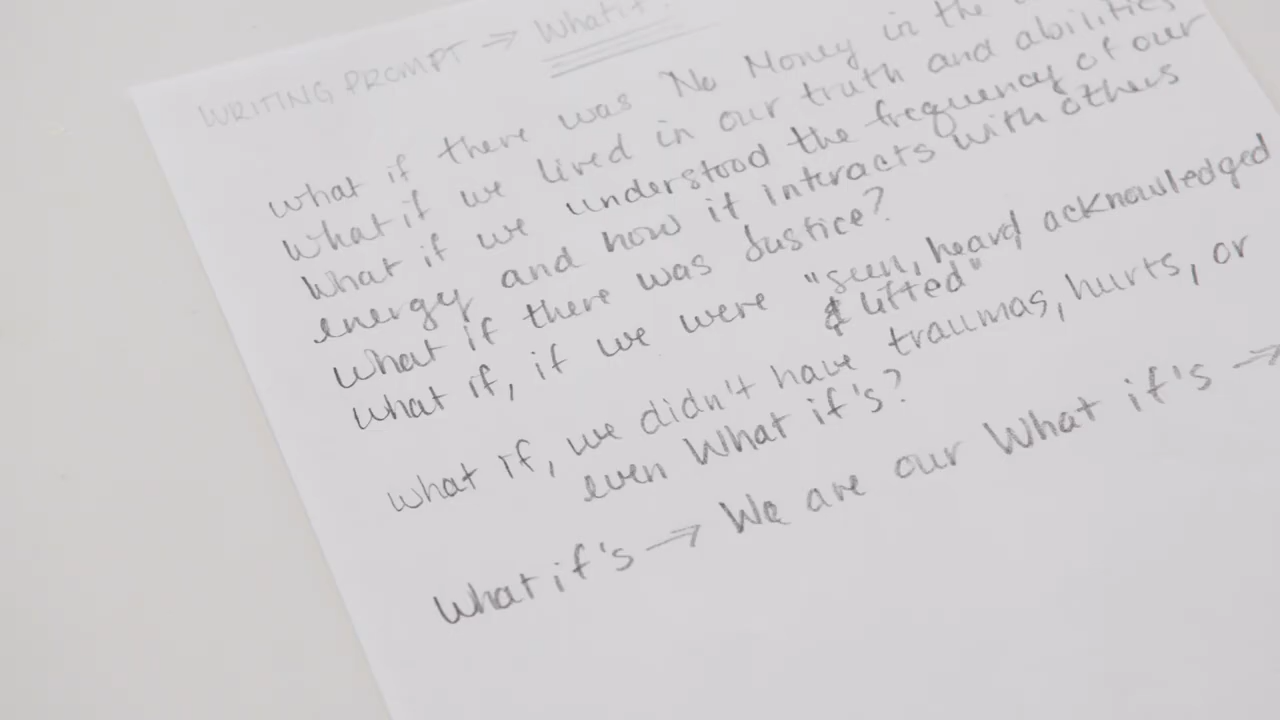 WRITING PROMPT → What if?
what if there was No Money in the
What if we lived in our truth and abilities
What if we understood the frequency of our
energy and how it interacts with others
What if there was Justice?
What if, if we were "seen, heard, acknowledged
& lifted"
What if, we didn't have traumas, hurts, or
even What if's?
What if's → We are our What if's →